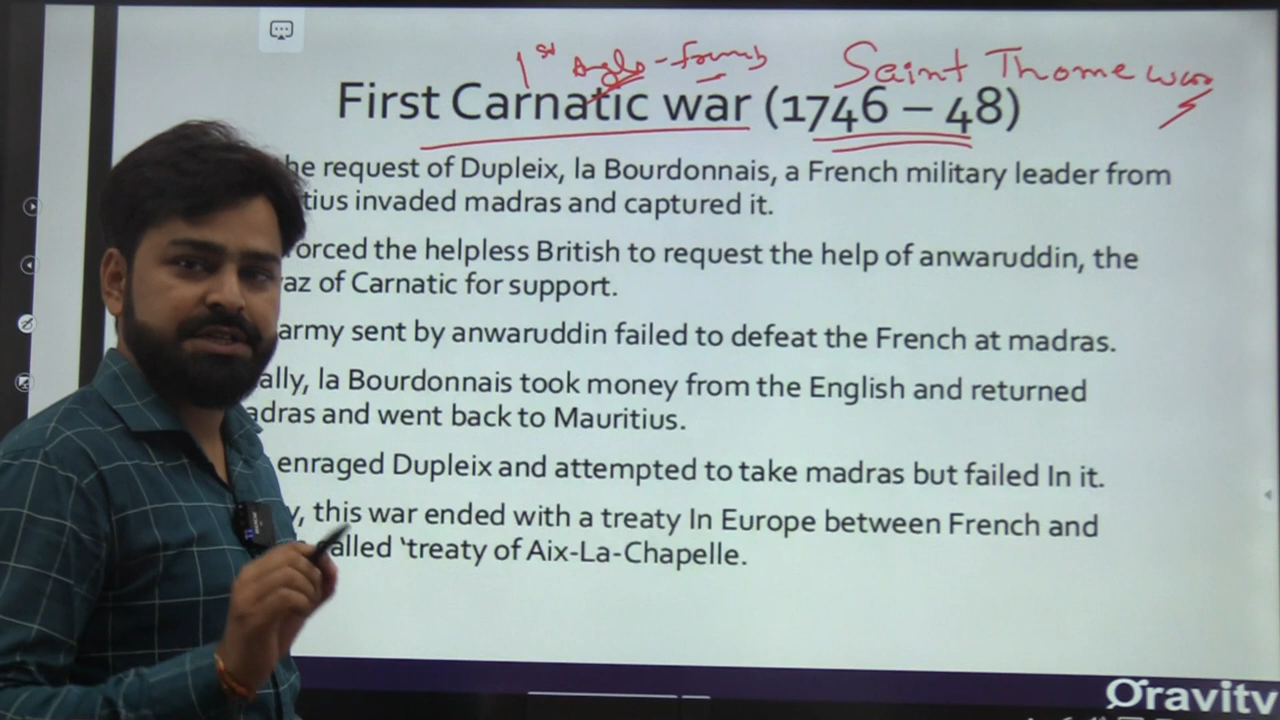 1st Anglo-French
Saint Thome war
First Carnatic war (1746 – 48)
he request of Dupleix, la Bourdonnais, a French military leader from
tius invaded madras and captured it.
orced the helpless British to request the help of anwaruddin, the
az of Carnatic for support.
army sent by anwaruddin failed to defeat the French at madras.
ally, la Bourdonnais took money from the English and returned
adras and went back to Mauritius.
enraged Dupleix and attempted to take madras but failed In it.
y, this war ended with a treaty In Europe between French and
alled 'treaty of Aix-La-Chapelle.
Gravity